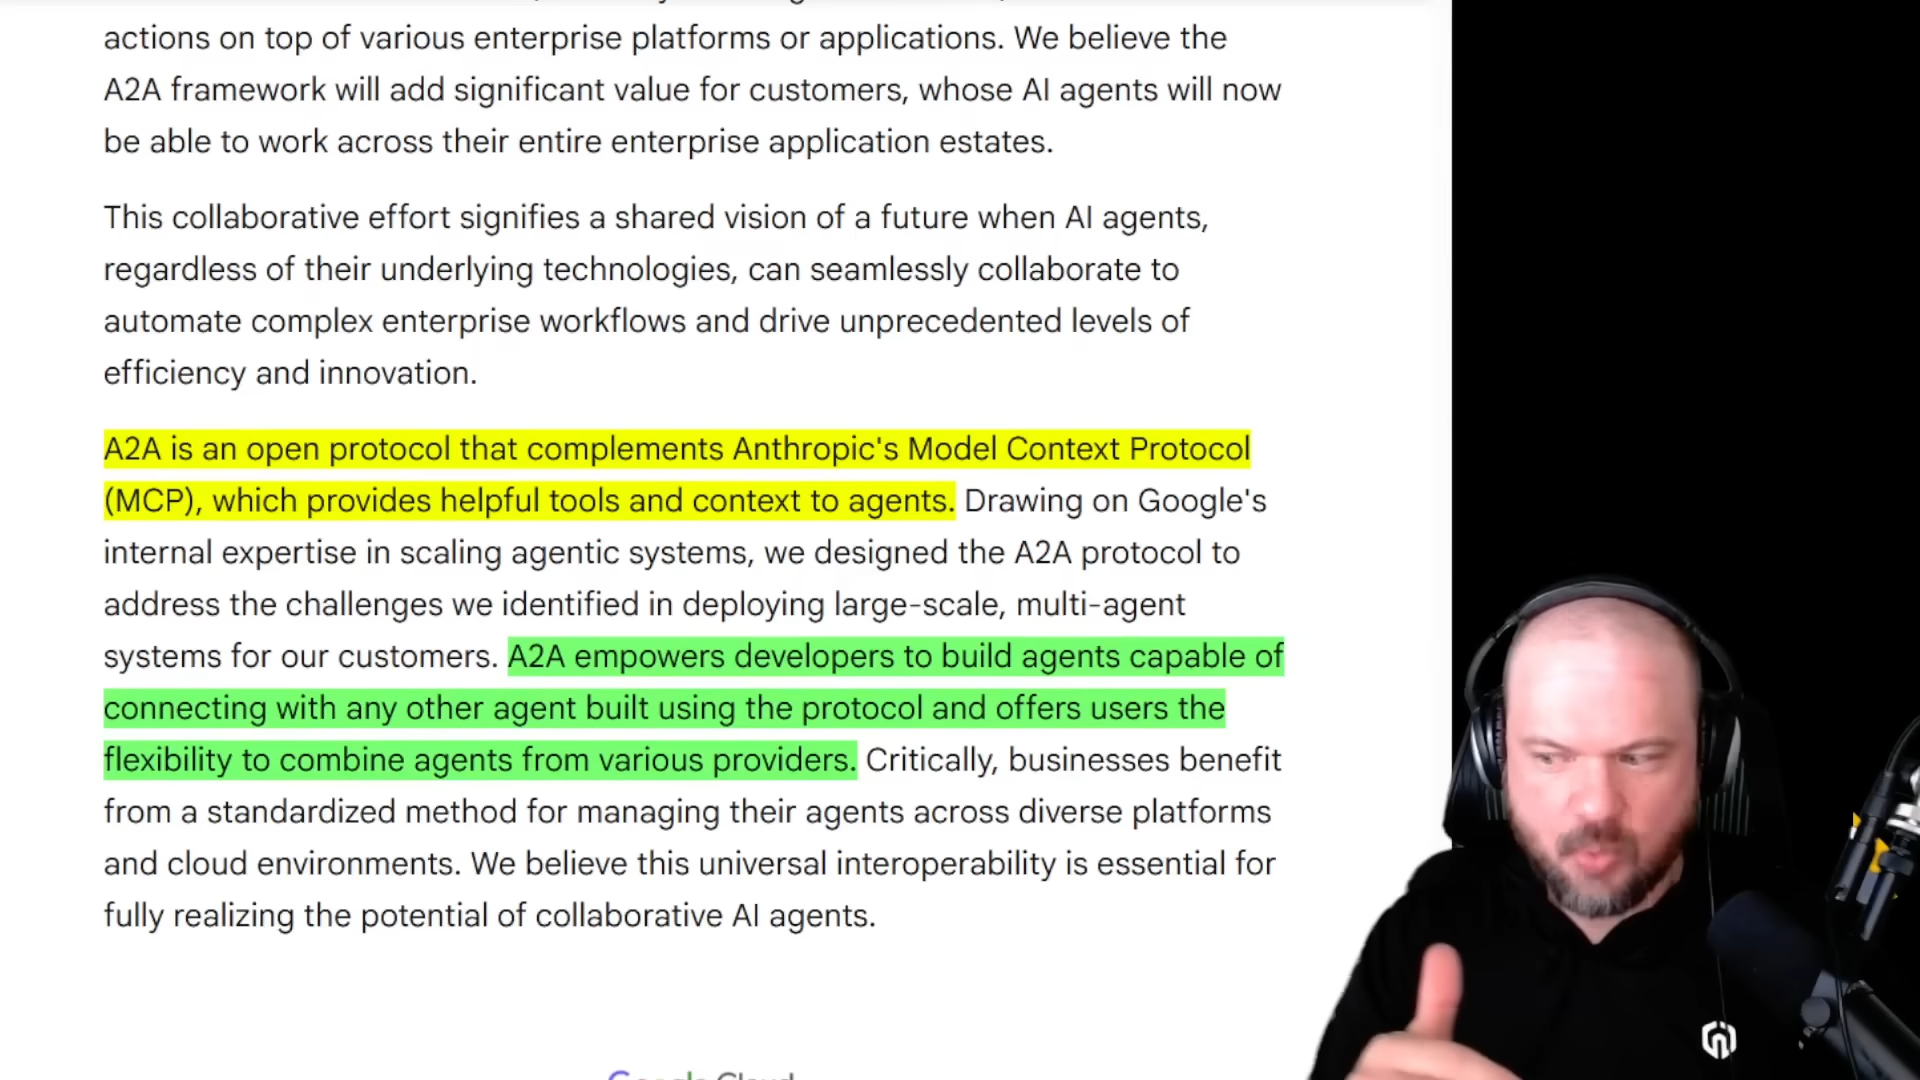 actions on top of various enterprise platforms or applications. We believe the
A2A framework will add significant value for customers, whose AI agents will now
be able to work across their entire enterprise application estates.
This collaborative effort signifies a shared vision of a future when AI agents,
regardless of their underlying technologies, can seamlessly collaborate to
automate complex enterprise workflows and drive unprecedented levels of
efficiency and innovation.
A2A is an open protocol that complements Anthropic's Model Context Protocol
(MCP), which provides helpful tools and context to agents. Drawing on Google's
internal expertise in scaling agentic systems, we designed the A2A protocol to
address the challenges we identified in deploying large-scale, multi-agent
systems for our customers. A2A empowers developers to build agents capable of
connecting with any other agent built using the protocol and offers users the
flexibility to combine agents from various providers. Critically, businesses benefit
from a standardized method for managing their agents across diverse platforms
and cloud environments. We believe this universal interoperability is essential for
fully realizing the potential of collaborative AI agents.
Google Cloud